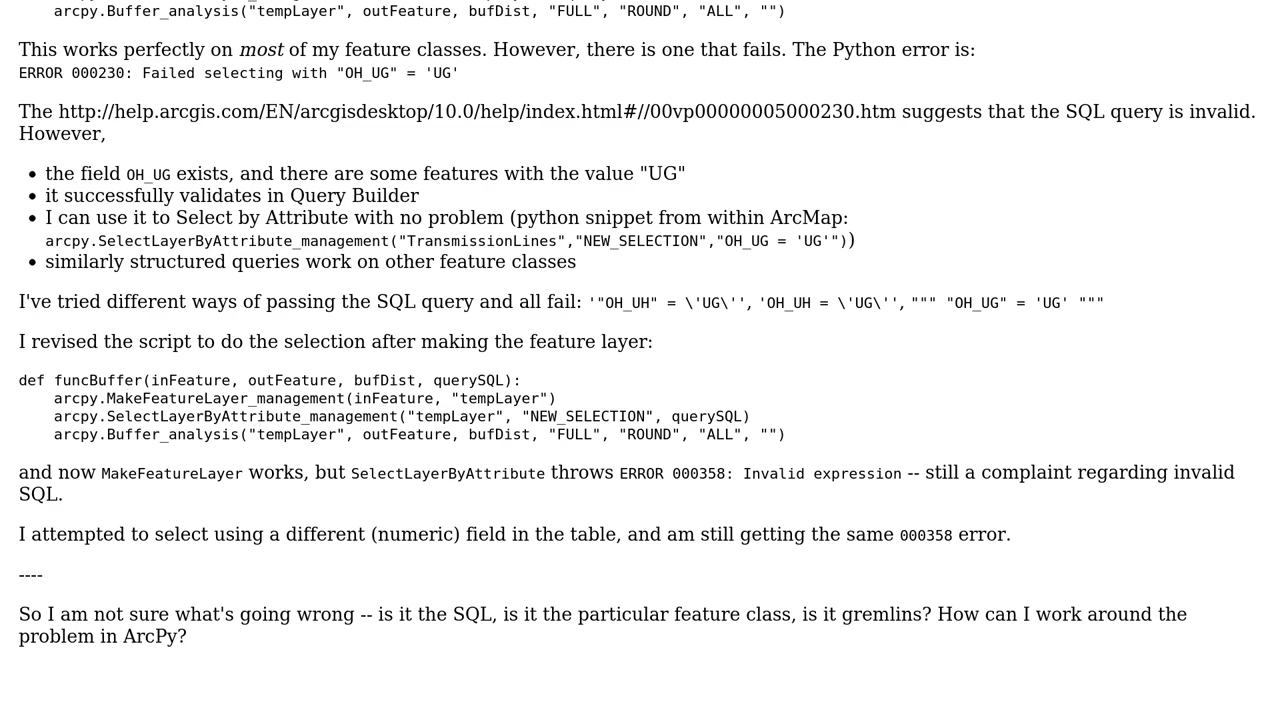 arcpy.Buffer_analysis("tempLayer", outFeature, bufDist, "FULL", "ROUND", "ALL", "")
This works perfectly on most of my feature classes. However, there is one that fails. The Python error is:
ERROR 000230: Failed selecting with "OH_UG" = 'UG'
The http://help.arcgis.com/EN/arcgisdesktop/10.0/help/index.html#//00vp00000005000230.htm suggests that the SQL query is invalid.
However,
• the field OH_UG exists, and there are some features with the value "UG"
• it successfully validates in Query Builder
• I can use it to Select by Attribute with no problem (python snippet from within ArcMap:
arcpy.SelectLayerByAttribute_management("TransmissionLines","NEW_SELECTION","OH_UG = 'UG'"))
• similarly structured queries work on other feature classes
I've tried different ways of passing the SQL query and all fail: '"OH_UH" = \'UG\'', 'OH_UH = \'UG\'', """ "OH_UG" = 'UG' """
I revised the script to do the selection after making the feature layer:
def funcBuffer(inFeature, outFeature, bufDist, querySQL):
    arcpy.MakeFeatureLayer_management(inFeature, "tempLayer")
    arcpy.SelectLayerByAttribute_management("tempLayer", "NEW_SELECTION", querySQL)
    arcpy.Buffer_analysis("tempLayer", outFeature, bufDist, "FULL", "ROUND", "ALL", "")
and now MakeFeatureLayer works, but SelectLayerByAttribute throws ERROR 000358: Invalid expression -- still a complaint regarding invalid
SQL.
I attempted to select using a different (numeric) field in the table, and am still getting the same 000358 error.
----
So I am not sure what's going wrong -- is it the SQL, is it the particular feature class, is it gremlins? How can I work around the
problem in ArcPy?